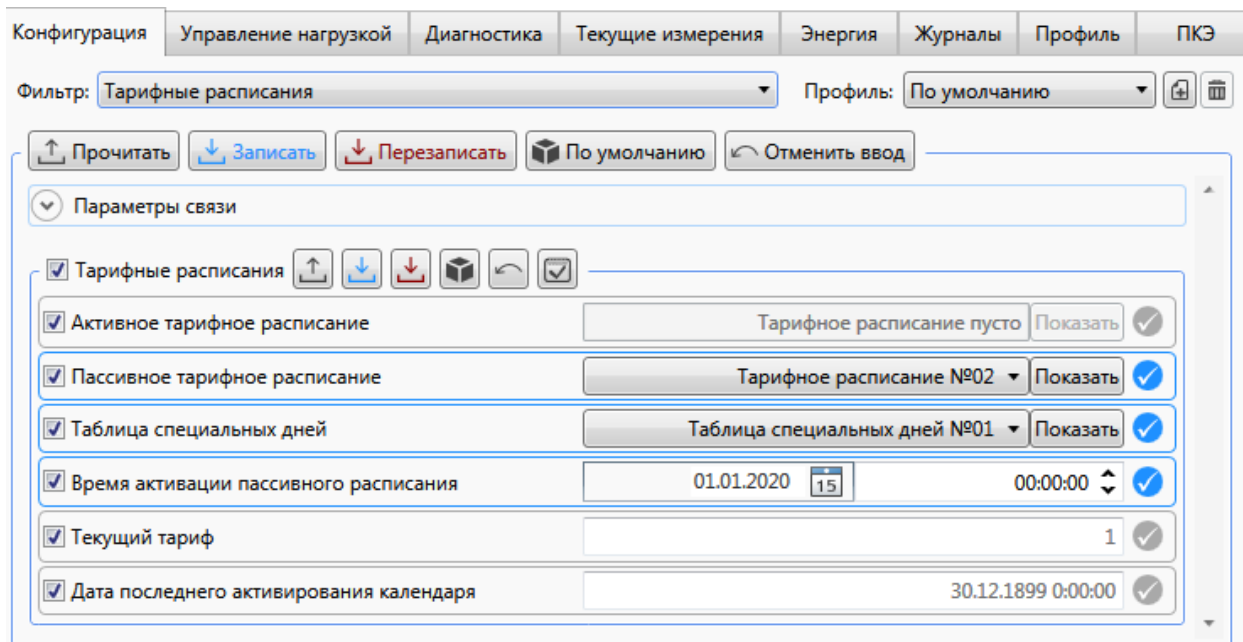 Конфигурация Управление нагрузкой Диагностика Текущие измерения Энергия Журналы Профиль ПКЭ
Фильтр: Тарифные расписания Профиль: По умолчанию
Прочитать Записать Перезаписать По умолчанию Отменить ввод
Параметры связи
Тарифные расписания
Активное тарифное расписание Тарифное расписание пусто Показать
Пассивное тарифное расписание Тарифное расписание №02 Показать
Таблица специальных дней Таблица специальных дней №01 Показать
Время активации пассивного расписания 01.01.2020 15 00:00:00
Текущий тариф 1
Дата последнего активирования календаря 30.12.1899 0:00:00